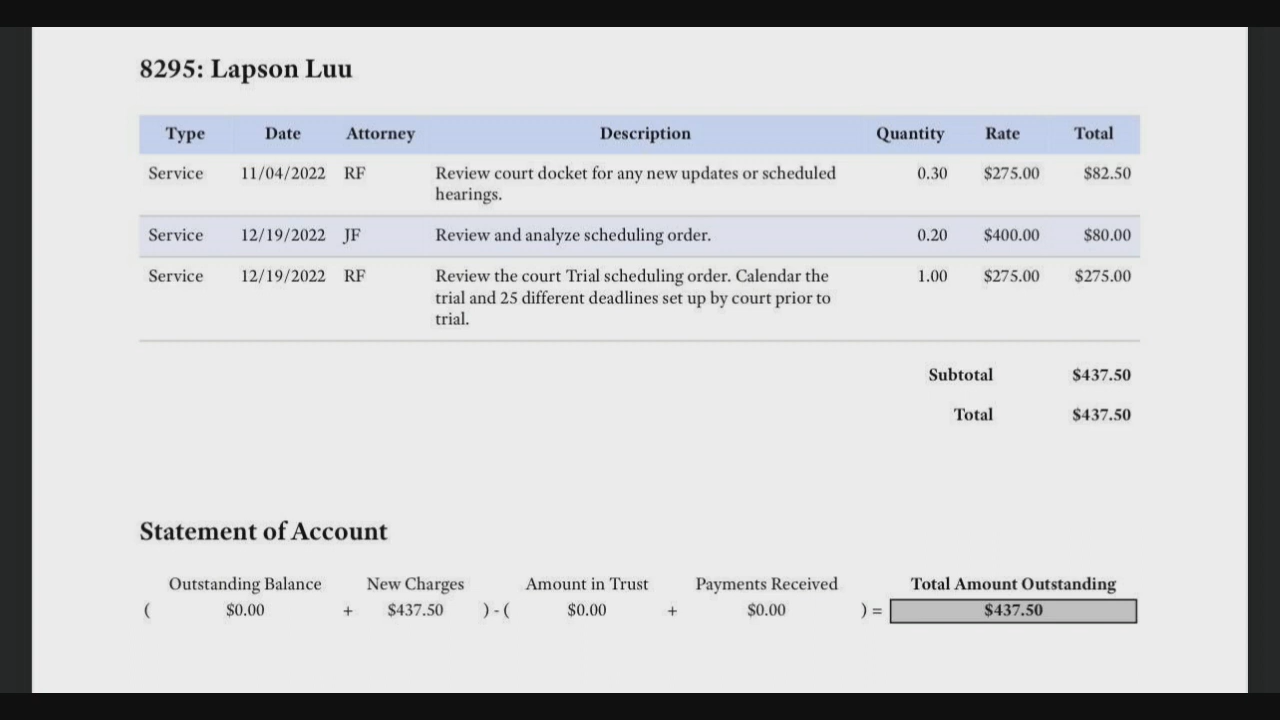 8295: Lapson Luu
Type Date Attorney Description Quantity Rate Total
Service 11/04/2022 RF Review court docket for any new updates or scheduled 0.30 $275.00 $82.50
hearings.
Service 12/19/2022 JF Review and analyze scheduling order. 0.20 $400.00 $80.00
Service 12/19/2022 RF Review the court Trial scheduling order. Calendar the 1.00 $275.00 $275.00
trial and 25 different deadlines set up by court prior to
trial.
Subtotal $437.50
Total $437.50
Statement of Account
Outstanding Balance New Charges Amount in Trust Payments Received Total Amount Outstanding
( $0.00 + $437.50 ) - ( $0.00 + $0.00 ) = $437.50